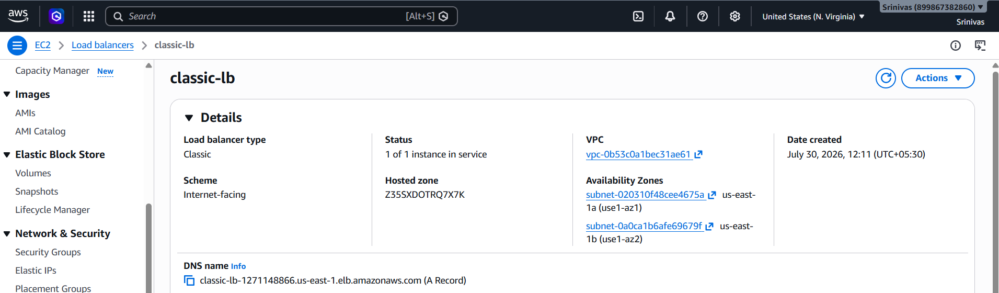 aws
Search
[Alt+S]
United States (N. Virginia)
Srinivas (899867382860)
Srinivas
EC2
Load balancers
classic-lb
Capacity Manager New
Images
AMIs
AMI Catalog
Elastic Block Store
Volumes
Snapshots
Lifecycle Manager
Network & Security
Security Groups
Elastic IPs
Placement Groups
classic-lb
Actions
Details
Load balancer type
Classic
Scheme
Internet-facing
Status
1 of 1 instance in service
Hosted zone
Z35SXDOTRQ7X7K
VPC
vpc-0b53c0a1bec31ae61
Availability Zones
subnet-020310f48cee4675a us-east-
1a (use1-az1)
subnet-0a0ca1b6afe69679f us-east-
1b (use1-az2)
Date created
July 30, 2026, 12:11 (UTC+05:30)
DNS name Info
classic-lb-1271148866.us-east-1.elb.amazonaws.com (A Record)